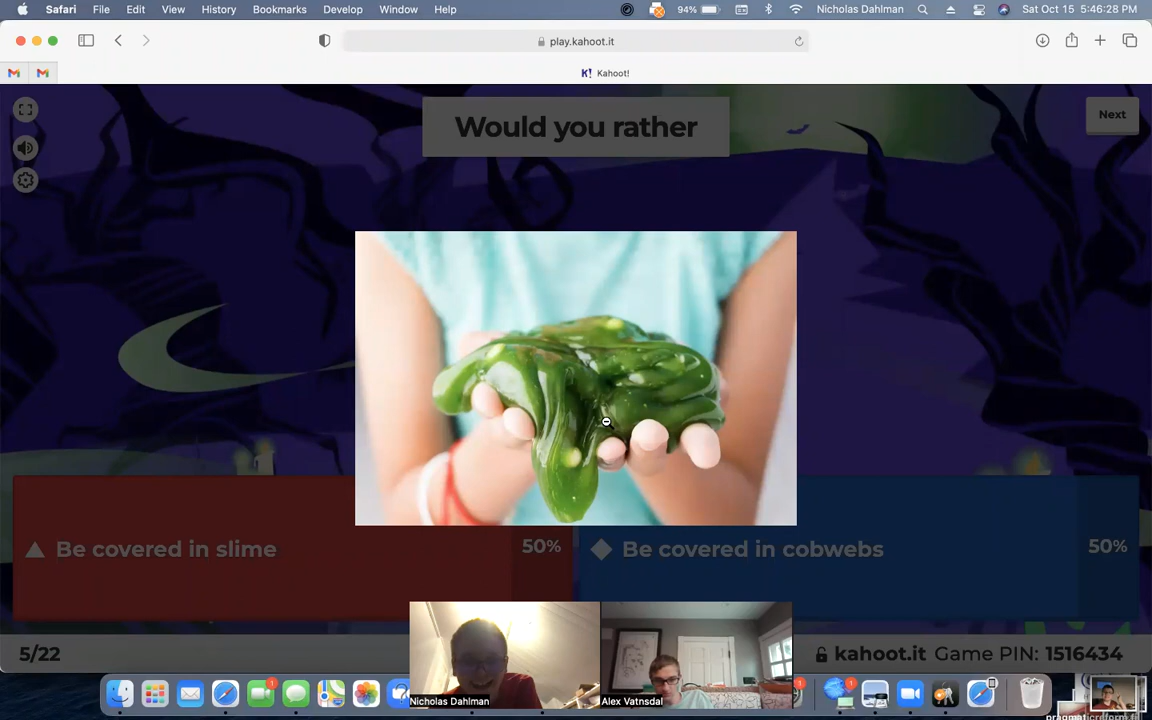 Safari File Edit View History Bookmarks Develop Window Help 94% Nicholas Dahlman Sat Oct 15 5:46:28 PM
play.kahoot.it
K! Kahoot!
Would you rather
Next
Be covered in slime 50%
Be covered in cobwebs 50%
5/22
kahoot.it Game PIN: 1516434
Nicholas Dahlman
Alex Vatnsdal